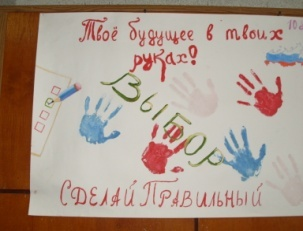 Твоё будущее в твоих
руках!
ВЫБОР
Сделай Правильный